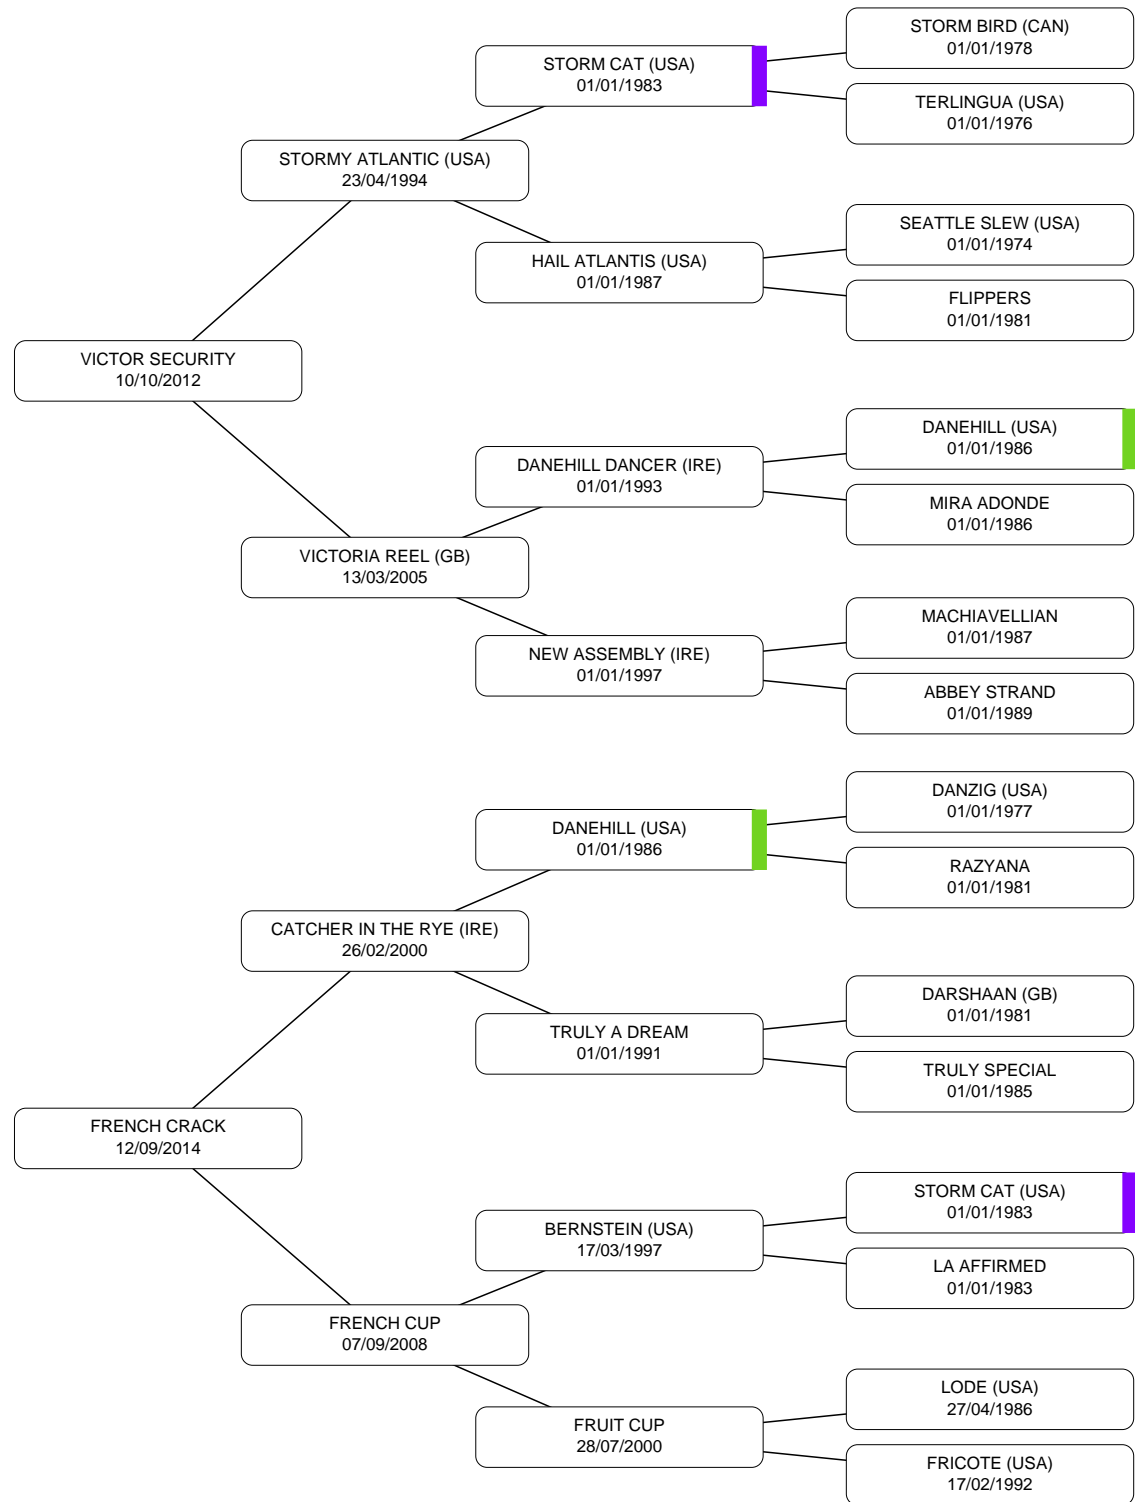 STORM BIRD (CAN)
01/01/1978
STORM CAT (USA)
01/01/1983
TERLINGUA (USA)
01/01/1976
STORMY ATLANTIC (USA)
23/04/1994
SEATTLE SLEW (USA)
01/01/1974
HAIL ATLANTIS (USA)
01/01/1987
FLIPPERS
01/01/1981
VICTOR SECURITY
10/10/2012
DANEHILL (USA)
01/01/1986
DANEHILL DANCER (IRE)
01/01/1993
MIRA ADONDE
01/01/1986
VICTORIA REEL (GB)
13/03/2005
MACHIAVELLIAN
01/01/1987
NEW ASSEMBLY (IRE)
01/01/1997
ABBEY STRAND
01/01/1989
DANZIG (USA)
01/01/1977
DANEHILL (USA)
01/01/1986
RAZYANA
01/01/1981
CATCHER IN THE RYE (IRE)
26/02/2000
DARSHAAN (GB)
01/01/1981
TRULY A DREAM
01/01/1991
TRULY SPECIAL
01/01/1985
FRENCH CRACK
12/09/2014
STORM CAT (USA)
01/01/1983
BERNSTEIN (USA)
17/03/1997
LA AFFIRMED
01/01/1983
FRENCH CUP
07/09/2008
LODE (USA)
27/04/1986
FRUIT CUP
28/07/2000
FRICOTE (USA)
17/02/1992